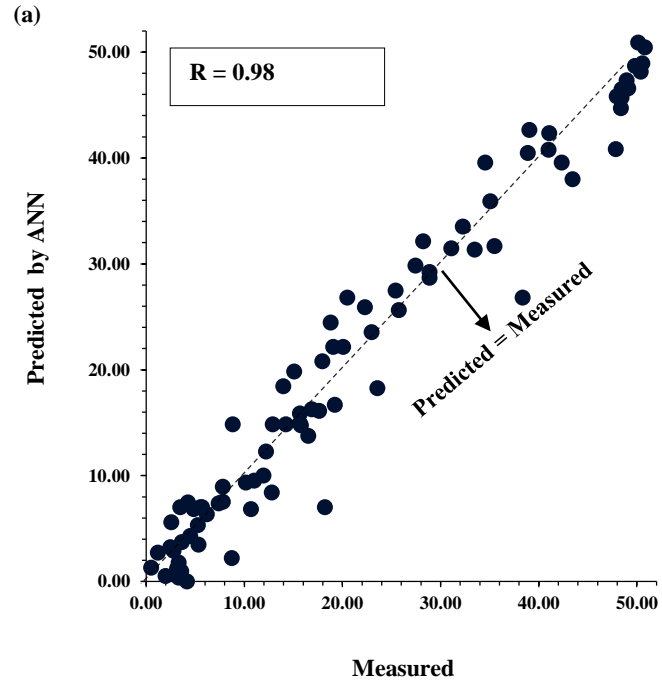 (a)
R = 0.98
50.00
40.00
30.00
20.00
10.00
0.00
Predicted by ANN
Predicted = Measured
0.00 10.00 20.00 30.00 40.00 50.00
Measured